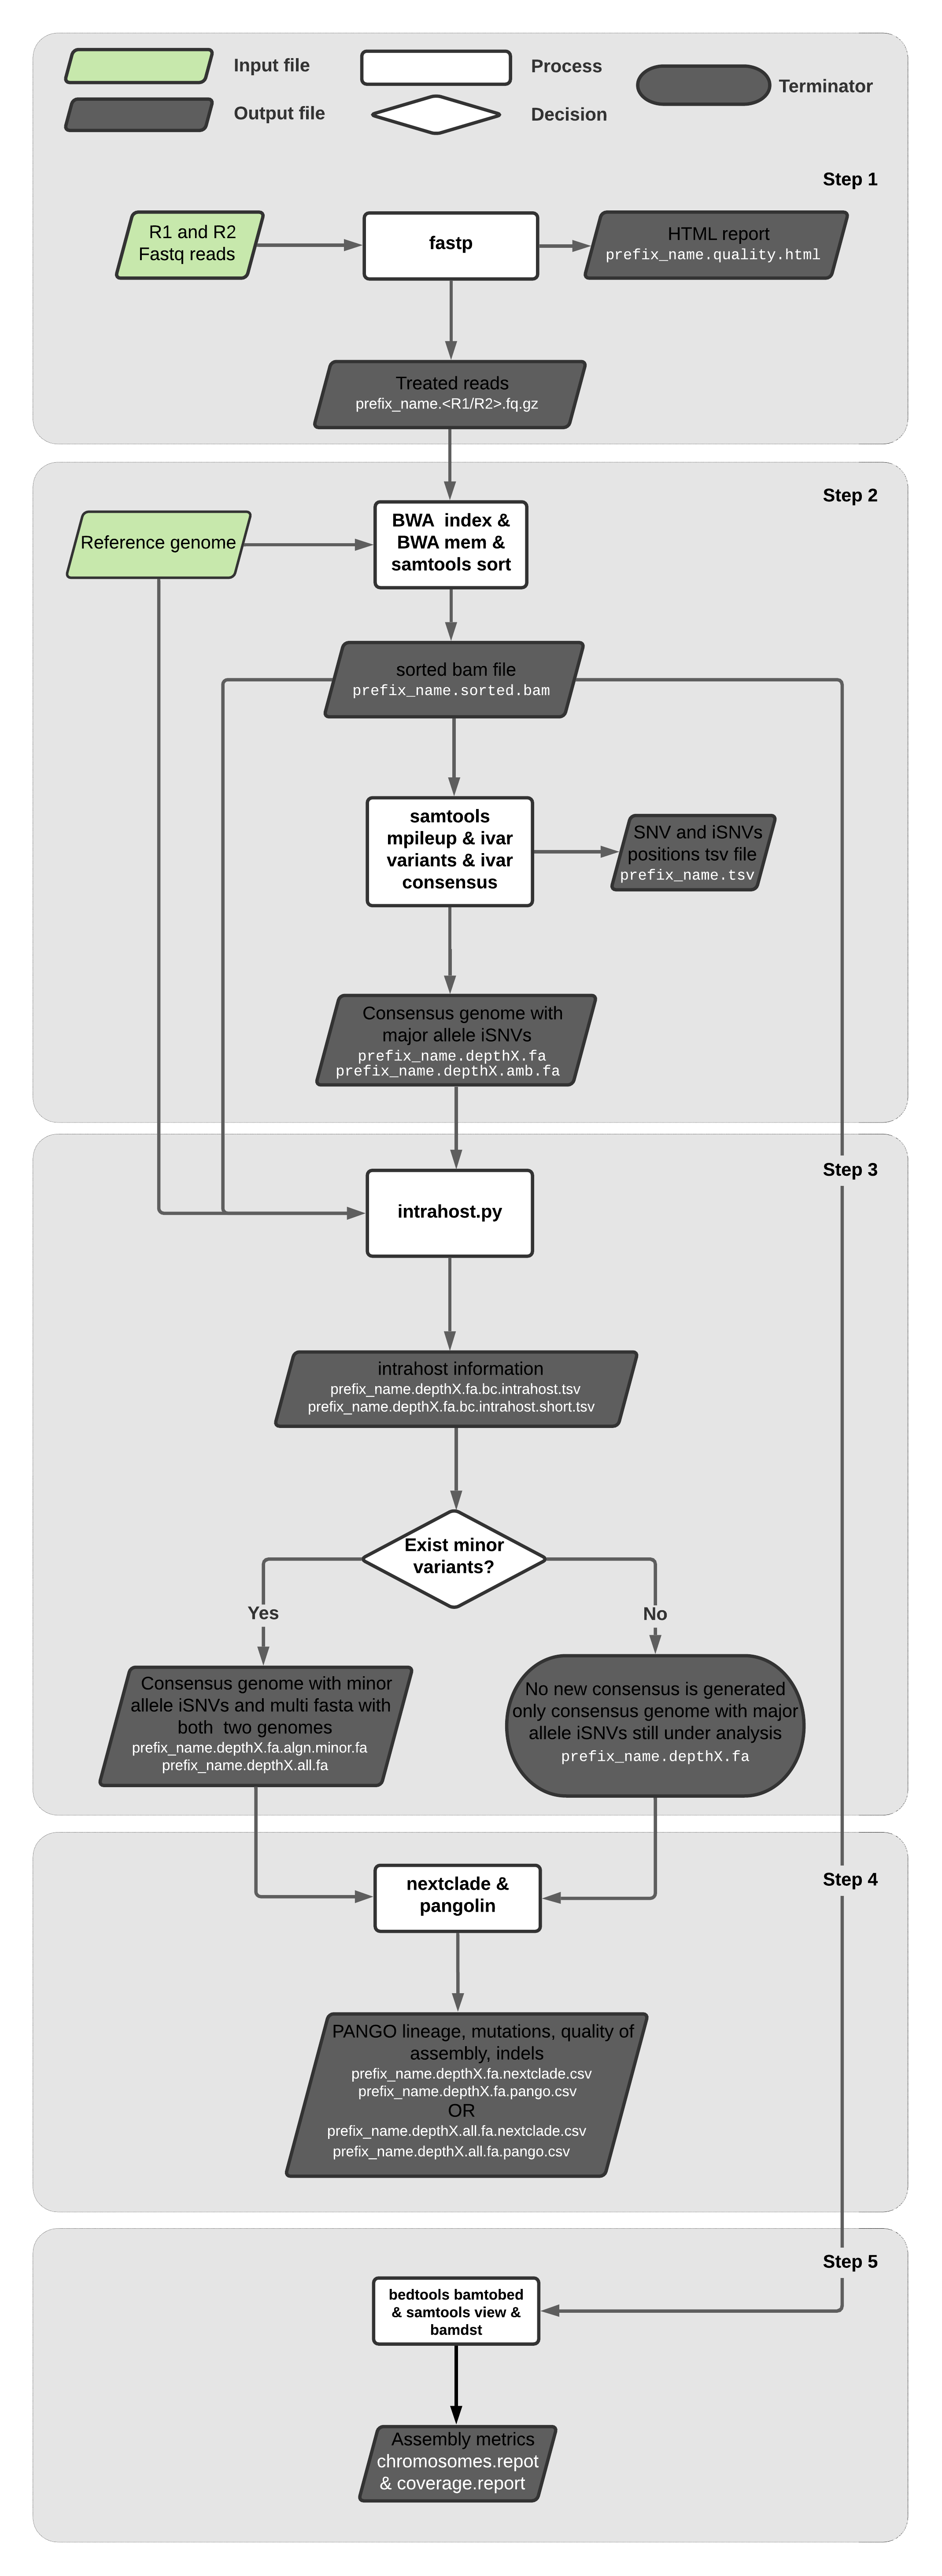 Input file
Process
Terminator
Output file
Decision
Step 1
R1 and R2
Fastq reads
fastp
HTML report
prefix_name.quality.html
Treated reads
prefix_name.<R1/R2>.fq.gz
Step 2
Reference genome
BWA index &
BWA mem &
samtools sort
sorted bam file
prefix_name.sorted.bam
samtools
mpileup & ivar
variants & ivar
consensus
SNV and iSNVs
positions tsv file
prefix_name.tsv
Consensus genome with
major allele iSNVs
prefix_name.depthX.fa
prefix_name.depthX.amb.fa
Step 3
intrahost.py
intrahost information
prefix_name.depthX.fa.bc.intrahost.tsv
prefix_name.depthX.fa.bc.intrahost.short.tsv
Exist minor
variants?
Yes
No
Consensus genome with minor
allele iSNVs and multi fasta with
both two genomes
prefix_name.depthX.fa.algn.minor.fa
prefix_name.depthX.all.fa
No new consensus is generated
only consensus genome with major
allele iSNVs still under analysis
prefix_name.depthX.fa
Step 4
nextclade &
pangolin
PANGO lineage, mutations, quality of
assembly, indels
prefix_name.depthX.fa.nextclade.csv
prefix_name.depthX.fa.pango.csv
OR
prefix_name.depthX.all.fa.nextclade.csv
prefix_name.depthX.all.fa.pango.csv
Step 5
bedtools bamtobed
& samtools view &
bamdst
Assembly metrics
chromosomes.repot
& coverage.report